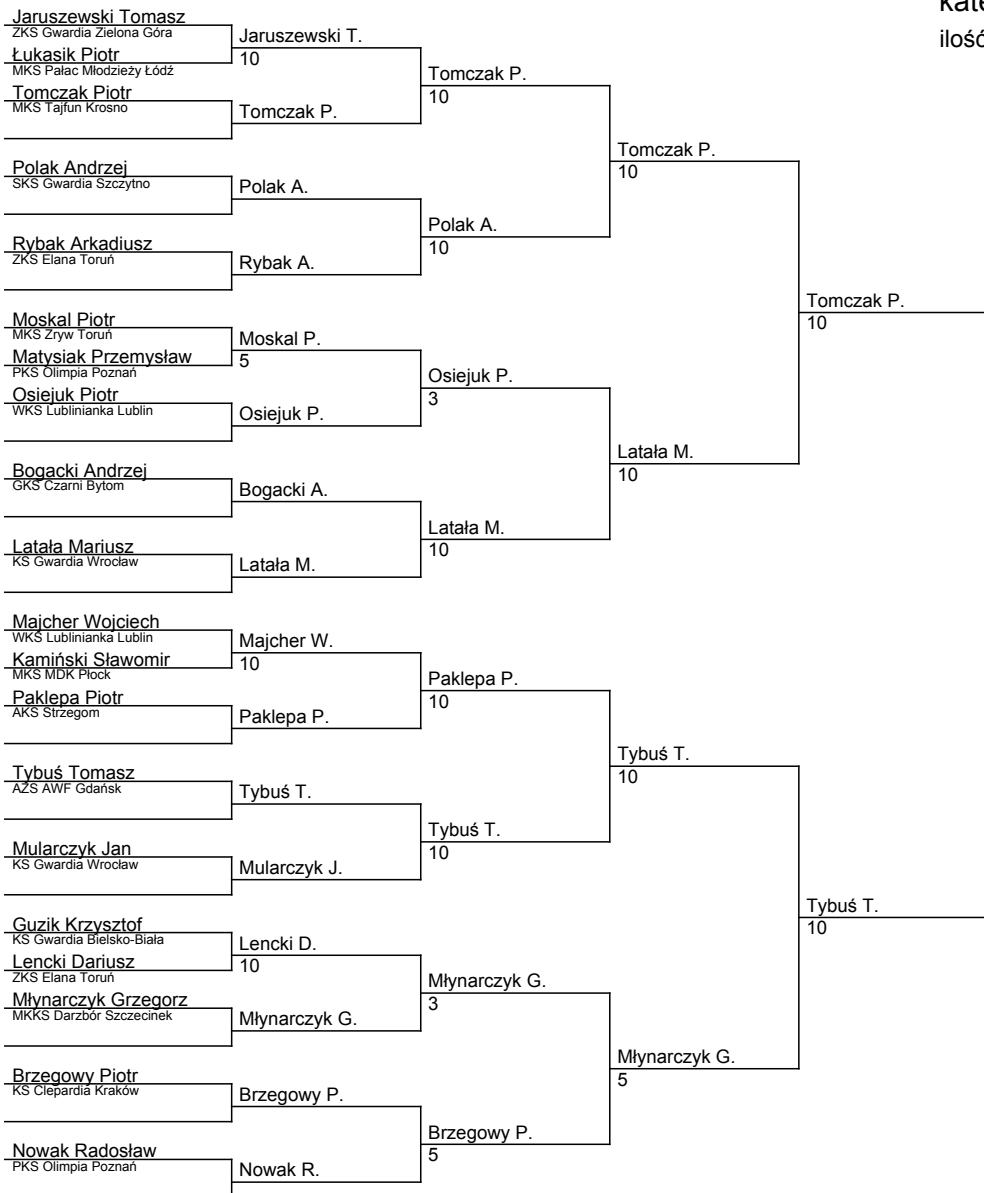 Jaruszewski Tomasz
ZKS Gwardia Zielona Góra
Łukasik Piotr
MKS Pałac Młodzieży Łódź
Tomczak Piotr
MKS Tajfun Krosno
Polak Andrzej
SKS Gwardia Szczytno
Rybak Arkadiusz
ZKS Elana Toruń
Moskal Piotr
MKS Zryw Toruń
Matysiak Przemysław
PKS Olimpia Poznań
Osiejuk Piotr
WKS Lublinianka Lublin
Bogacki Andrzej
GKS Czarni Bytom
Latała Mariusz
KS Gwardia Wrocław
Majcher Wojciech
WKS Lublinianka Lublin
Kamiński Sławomir
MKS MDK Płock
Paklepa Piotr
AKS Strzegom
Tybuś Tomasz
AZS AWF Gdańsk
Mularczyk Jan
KS Gwardia Wrocław
Guzik Krzysztof
KS Gwardia Bielsko-Biała
Lencki Dariusz
ZKS Elana Toruń
Młynarczyk Grzegorz
MKKS Darzbór Szczecinek
Brzegowy Piotr
KS Clepardia Kraków
Nowak Radosław
PKS Olimpia Poznań
Jaruszewski T.
10
Tomczak P.
Polak A.
Rybak A.
Moskal P.
5
Osiejuk P.
Bogacki A.
Latała M.
Majcher W.
10
Paklepa P.
Tybuś T.
Mularczyk J.
Lencki D.
10
Młynarczyk G.
Brzegowy P.
Nowak R.
Tomczak P.
10
Polak A.
10
Osiejuk P.
3
Latała M.
10
Paklepa P.
10
Tybuś T.
10
Młynarczyk G.
3
Brzegowy P.
5
Tomczak P.
10
Latała M.
10
Tybuś T.
10
Młynarczyk G.
5
Tomczak P.
10
Tybuś T.
10